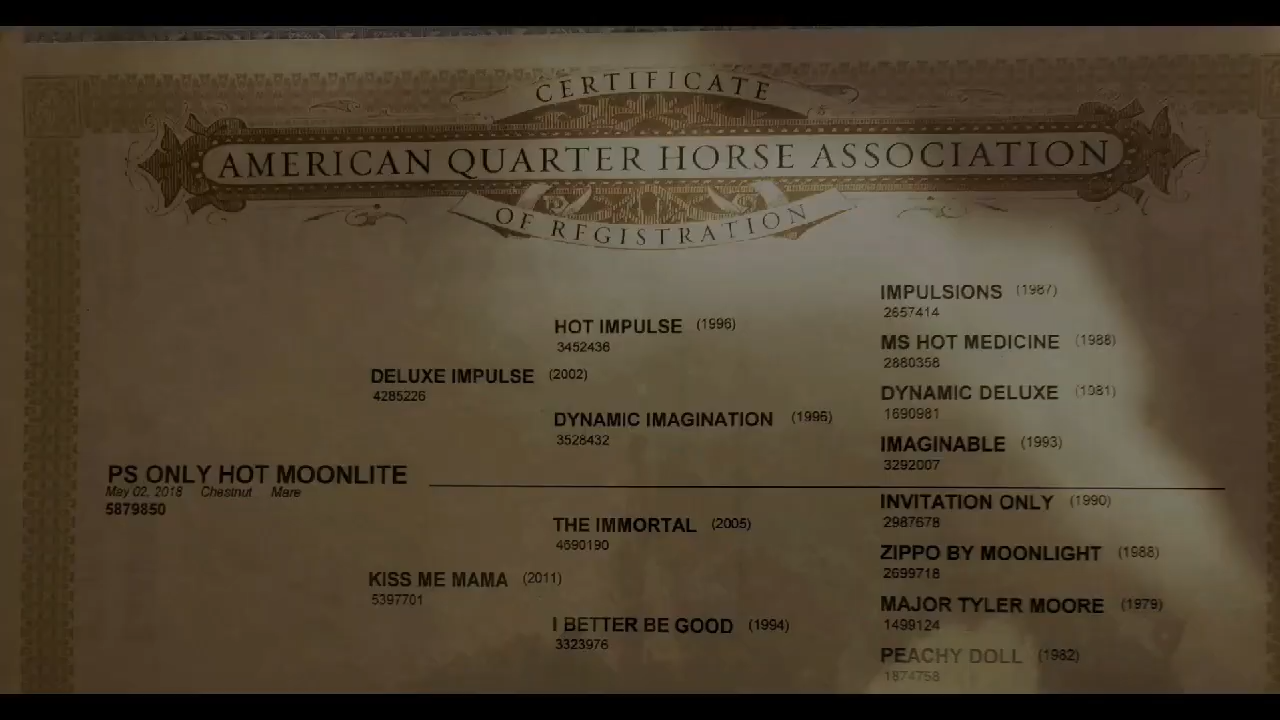 CERTIFICATE
AMERICAN QUARTER HORSE ASSOCIATION
OF REGISTRATION
IMPULSIONS (1987)
2657414
HOT IMPULSE (1996)
3452436
MS HOT MEDICINE (1988)
2880358
DELUXE IMPULSE (2002)
4285226
DYNAMIC DELUXE (1981)
1690981
DYNAMIC IMAGINATION (1996)
3528432
IMAGINABLE (1993)
3292007
PS ONLY HOT MOONLITE
May 02, 2018 Chestnut Mare
5879850
INVITATION ONLY (1990)
2987678
THE IMMORTAL (2005)
4690190
ZIPPO BY MOONLIGHT (1988)
2699718
KISS ME MAMA (2011)
5397701
MAJOR TYLER MOORE (1979)
1499124
I BETTER BE GOOD (1994)
3323976
PEACHY DOLL (1982)
1874758